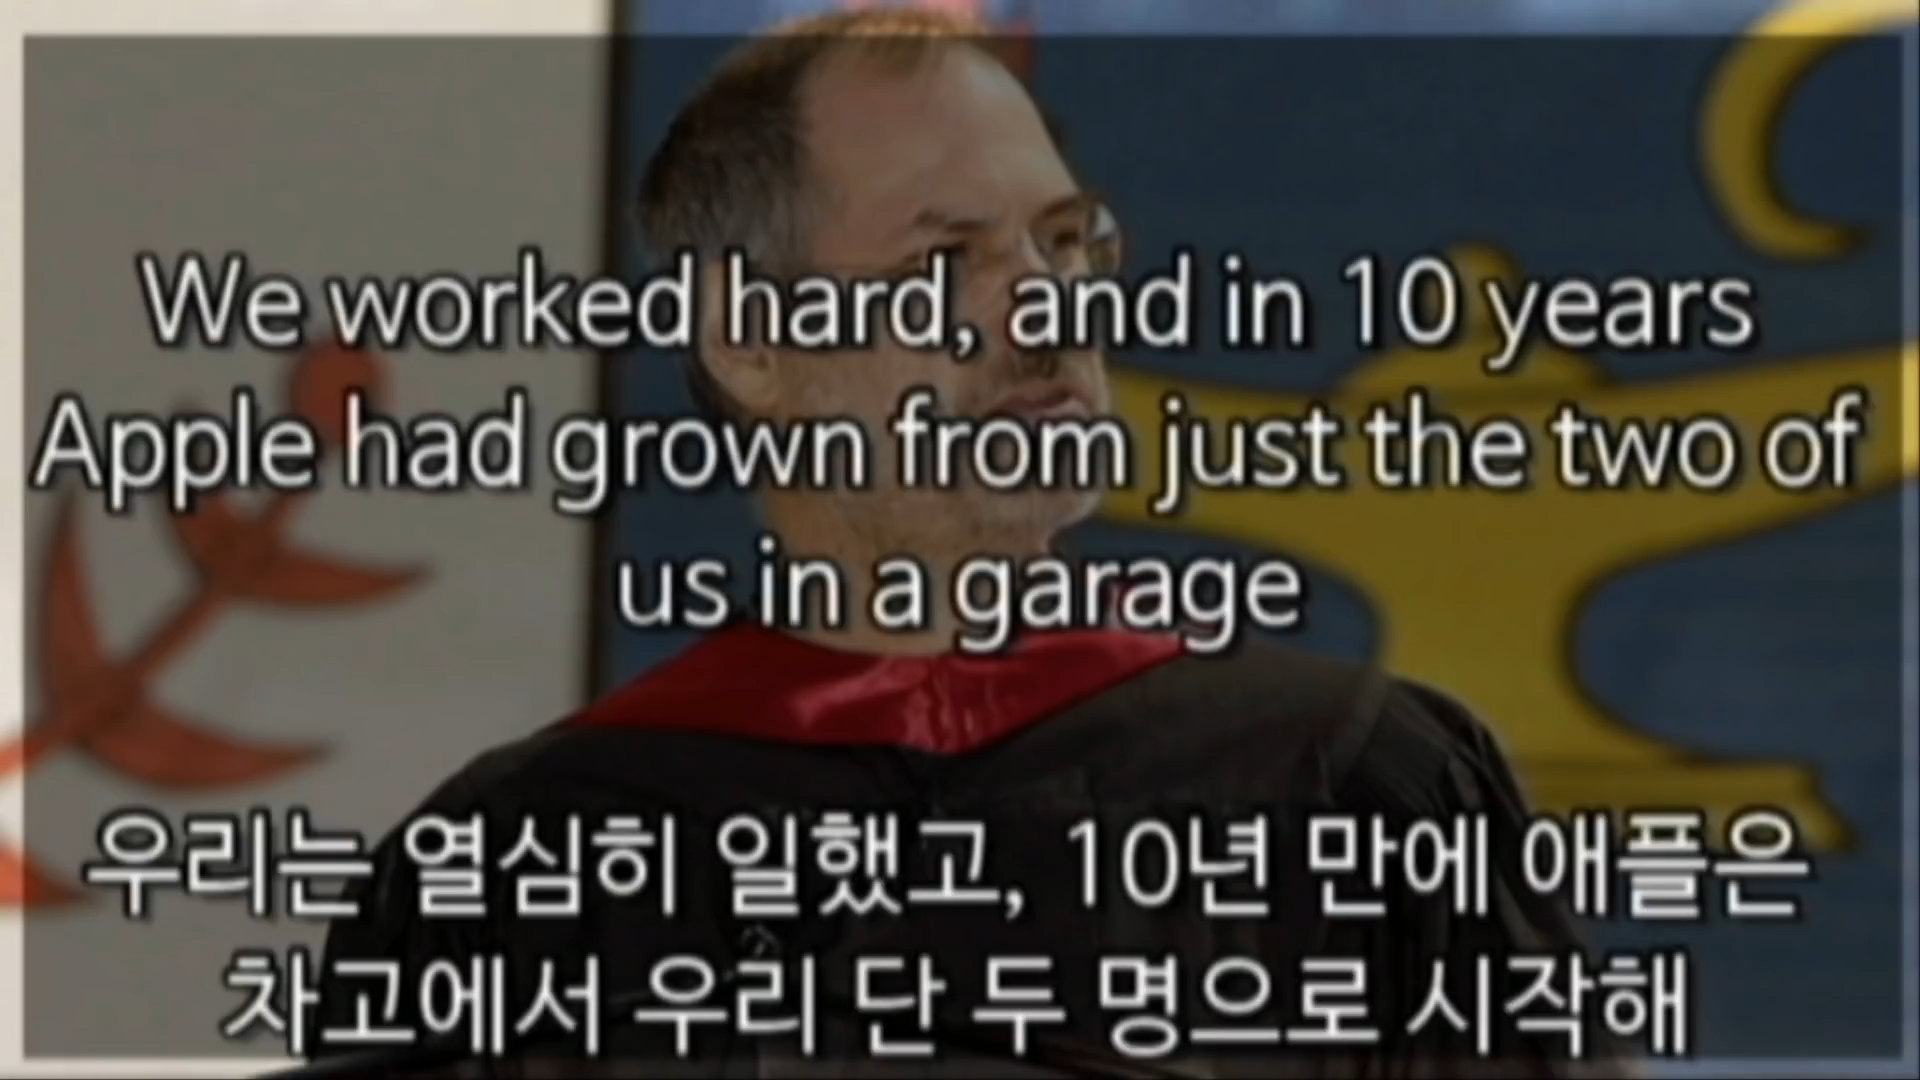 We worked hard, and in 10 years
Apple had grown from just the two of
us in a garage
우리는 열심히 일했고, 10년 만에 애플은
차고에서 우리 단 두 명으로 시작해